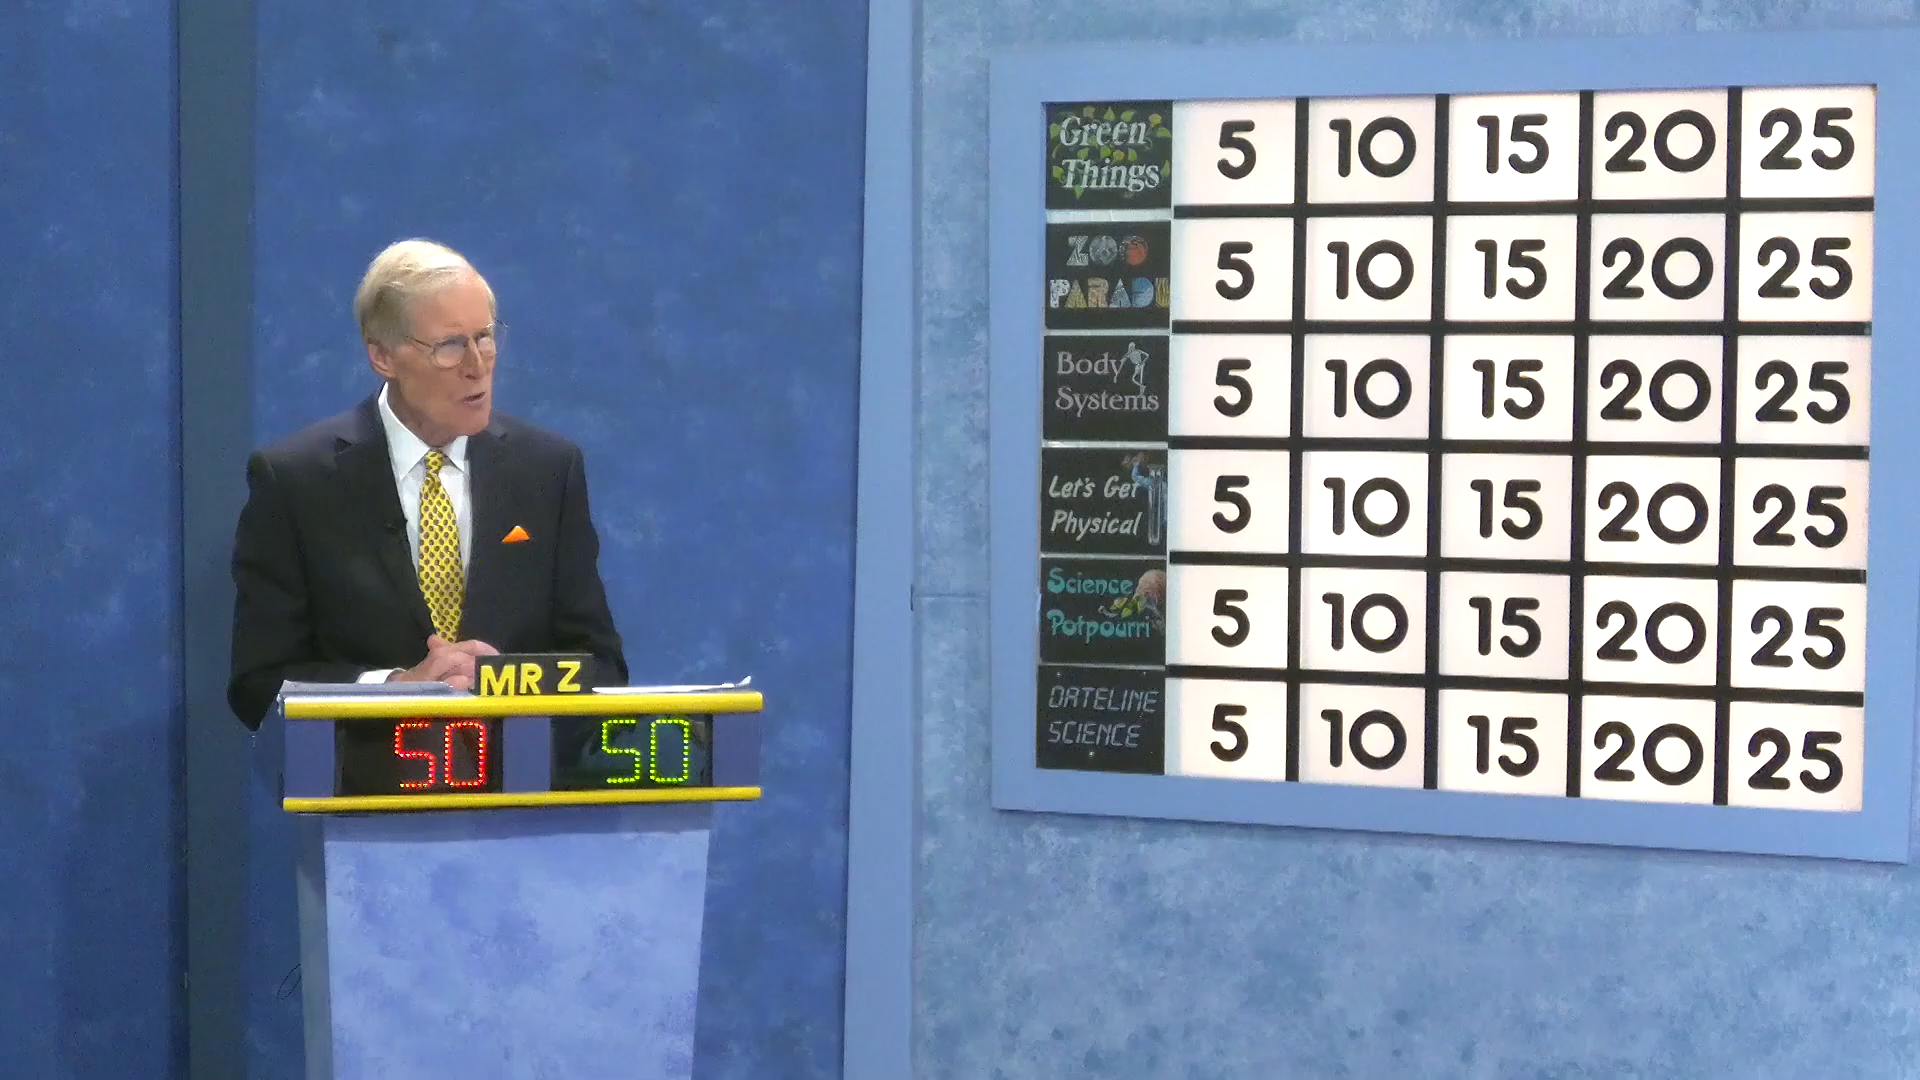 Green
Things
5 10 15 20 25
ZOO
PARADE
5 10 15 20 25
Body
Systems
5 10 15 20 25
Let's Get
Physical
5 10 15 20 25
Science
Potpourri
5 10 15 20 25
DATELINE
SCIENCE
5 10 15 20 25
MR Z
50 50